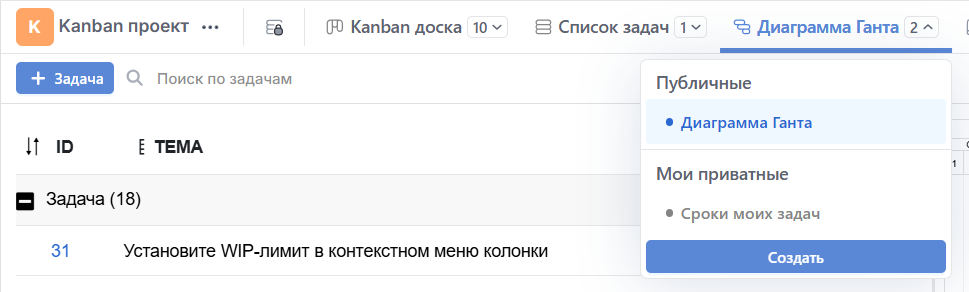 K Kanban проект ••• Kanban доска 10 Список задач 1 Диаграмма Ганта 2
+ Задача Поиск по задачам
Публичные
Диаграмма Ганта
ID ТЕМА
1
Мои приватные
Задача (18)
Сроки моих задач
31 Установите WIP-лимит в контекстном меню колонки
Создать